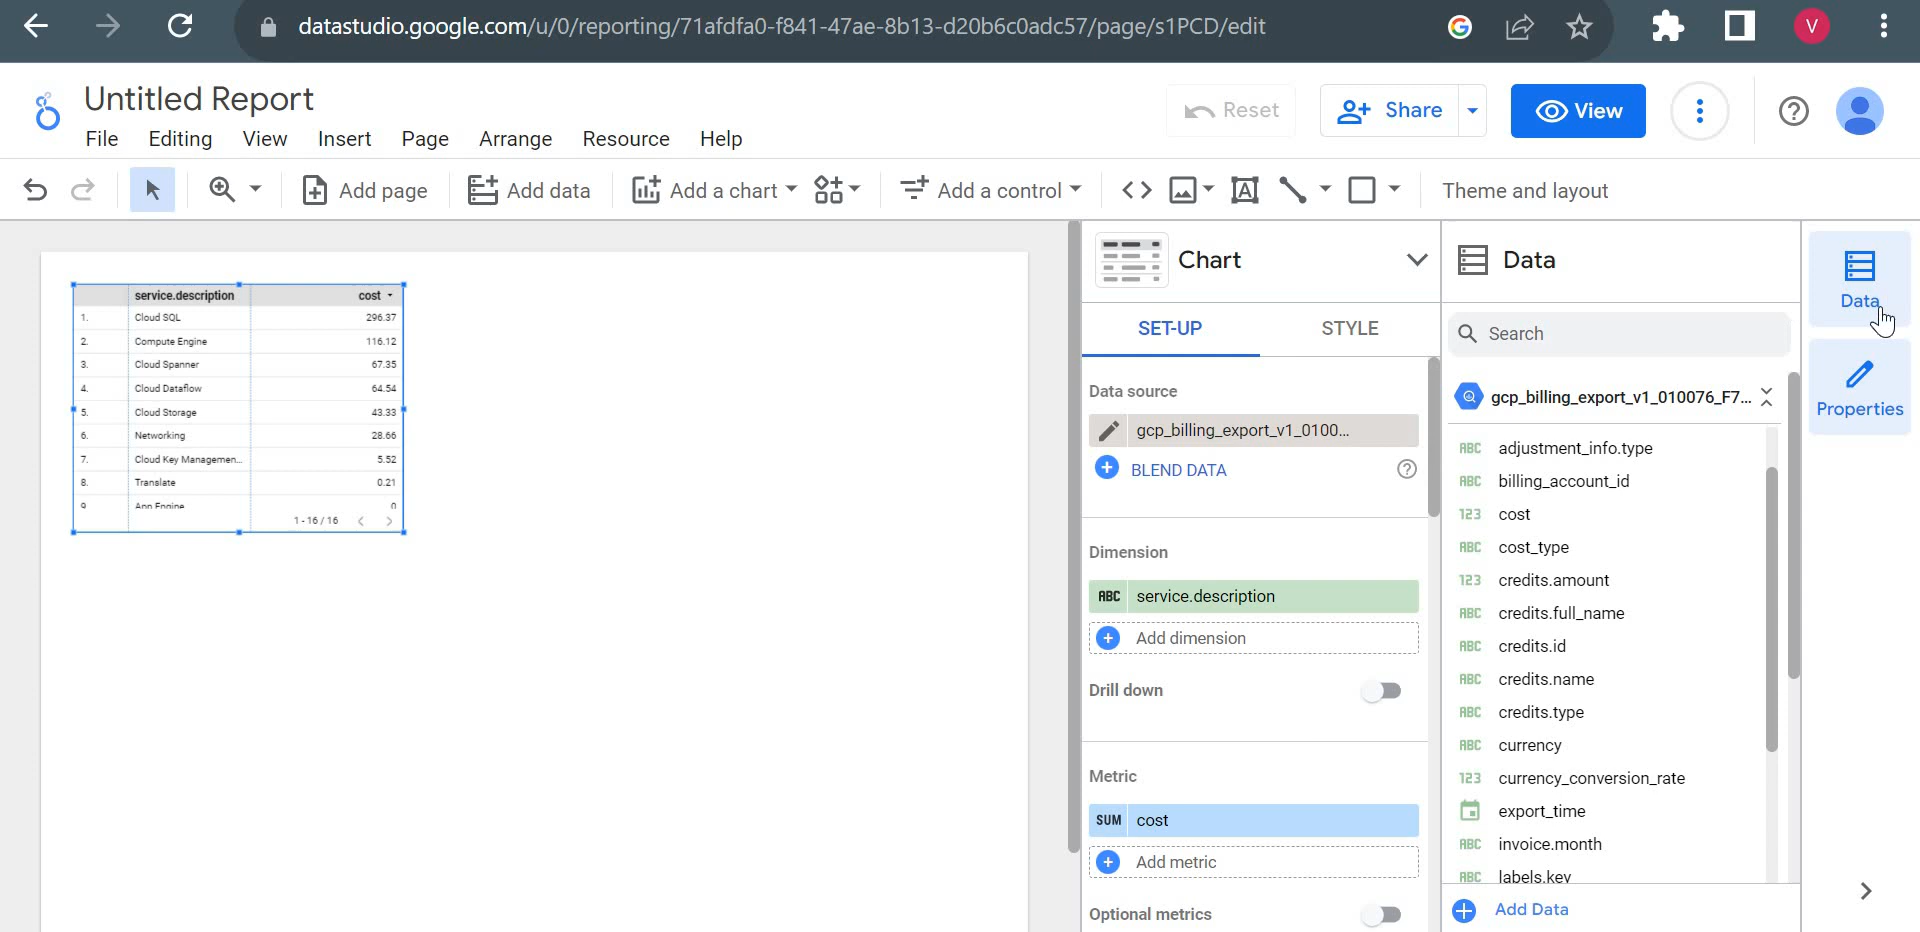 datastudio.google.com/u/0/reporting/71afdfa0-f841-47ae-8b13-d20b6c0adc57/page/s1PCD/edit
V
Untitled Report
Reset
Share
View
File Editing View Insert Page Arrange Resource Help
Add page
Add data
Add a chart
Add a control
Theme and layout
service.description cost
1. Cloud SQL 296.37
2. Compute Engine 116.12
3. Cloud Spanner 67.35
4. Cloud Dataflow 64.54
5. Cloud Storage 43.33
6. Networking 28.66
7. Cloud Key Managemen... 5.52
8. Translate 0.21
9 App Engine 0
1 - 16 / 16
Chart
SET-UP STYLE
Data source
gcp_billing_export_v1_0100...
BLEND DATA
Dimension
ABC service.description
Add dimension
Drill down
Metric
SUM cost
Add metric
Optional metrics
Data
Search
gcp_billing_export_v1_010076_F7...
ABC adjustment_info.type
ABC billing_account_id
123 cost
ABC cost_type
123 credits.amount
ABC credits.full_name
ABC credits.id
ABC credits.name
ABC credits.type
ABC currency
123 currency_conversion_rate
export_time
ABC invoice.month
ABC labels.key
Add Data
Data
Properties